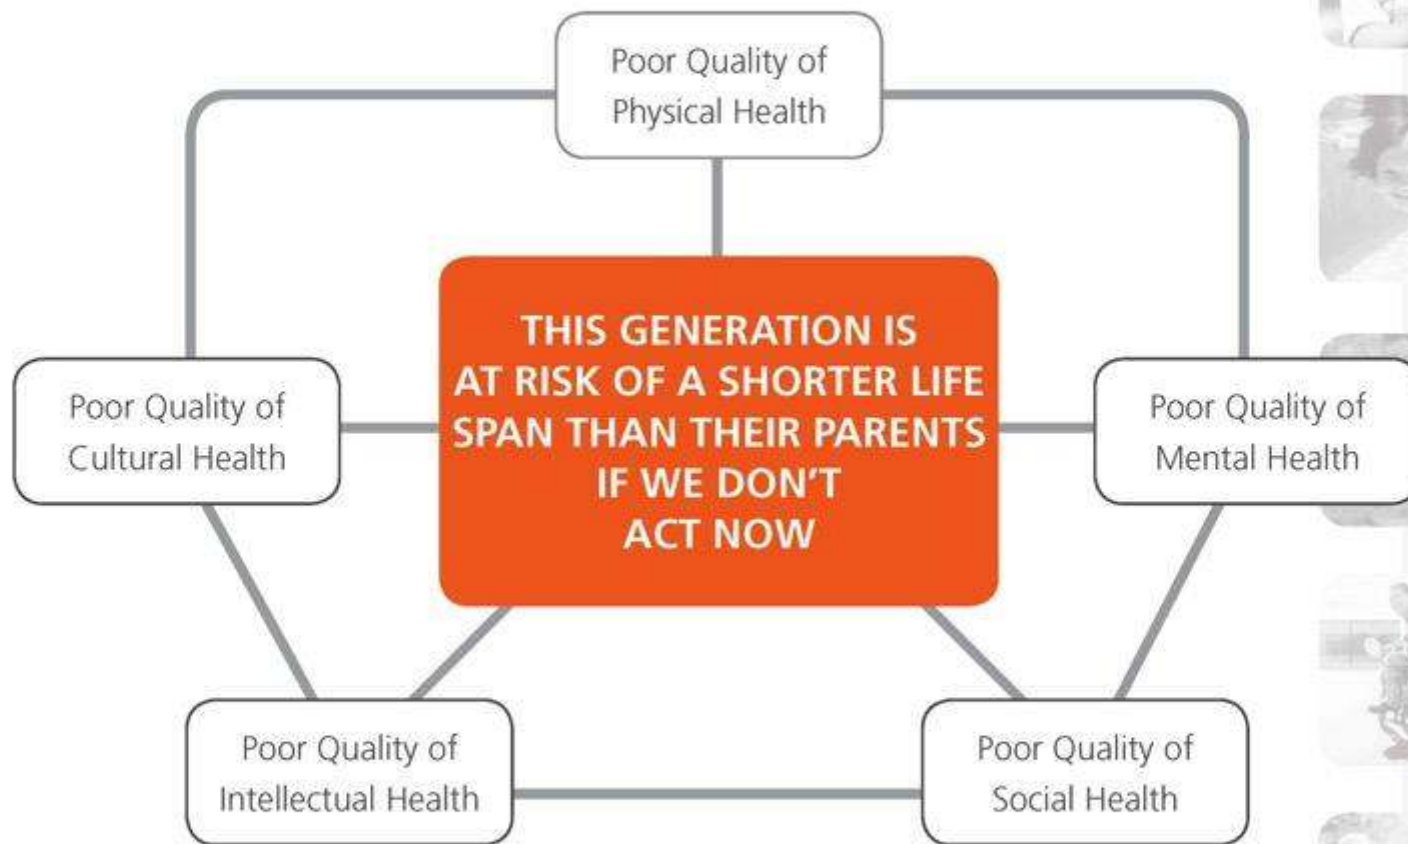 Poor Quality of
Physical Health
THIS GENERATION IS
AT RISK OF A SHORTER LIFE
SPAN THAN THEIR PARENTS
IF WE DON'T
ACT NOW
Poor Quality of
Cultural Health
Poor Quality of
Mental Health
Poor Quality of
Intellectual Health
Poor Quality of
Social Health